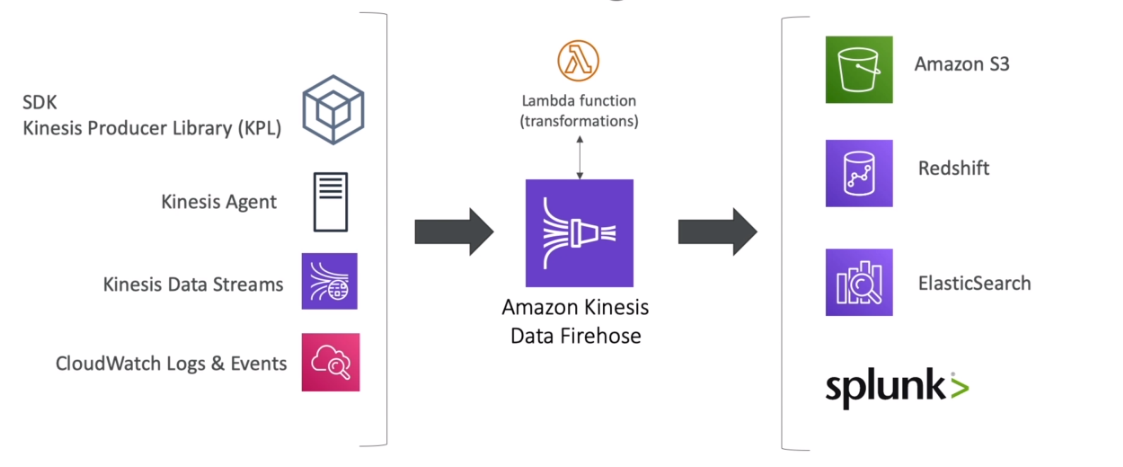 SDK
Kinesis Producer Library (KPL)
Kinesis Agent
Kinesis Data Streams
CloudWatch Logs & Events
Lambda function
(transformations)
Amazon Kinesis
Data Firehose
Amazon S3
Redshift
ElasticSearch
splunk>